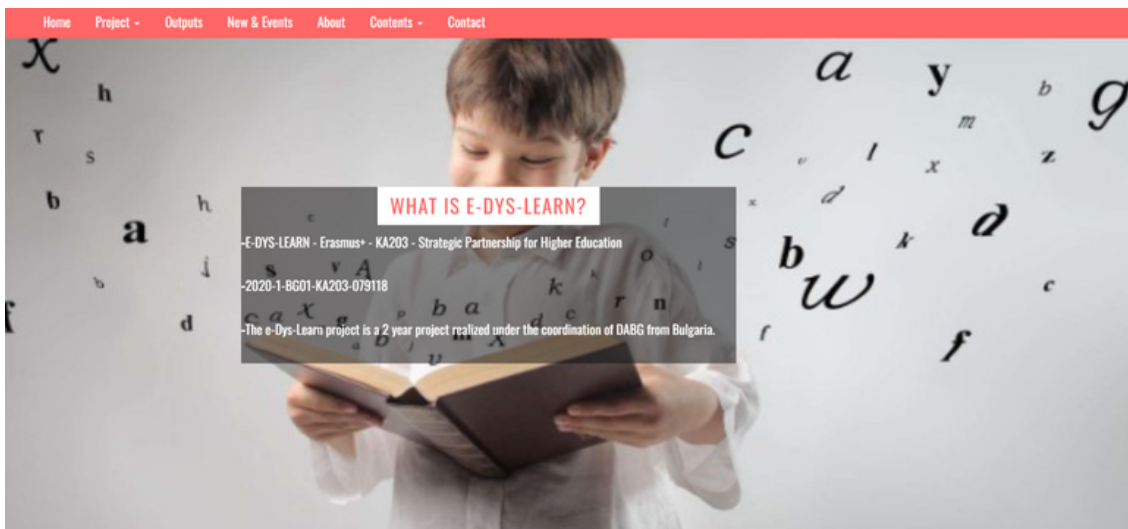 Home Project Outputs New & Events About Contents Contact
WHAT IS E-DYS-LEARN?
-E-DYS-LEARN - Erasmus+ - KA203 - Strategic Partnership for Higher Education
-2020-1-BG01-KA203-079118
-The e-Dys-Learn project is a 2 year project realized under the coordination of DABG from Bulgaria.